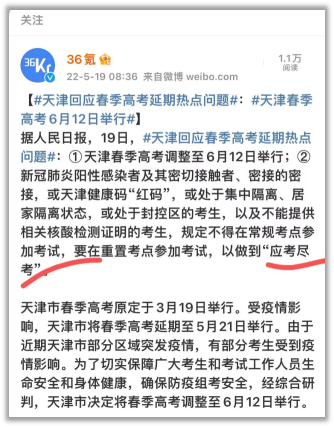 关注
36氪
1.1万
22-5-19 08:36 来自微博 weibo.com
阅读
36Kr
【#天津回应春季高考延期热点问题#：#天津春季
高考6月12日举行#】
据人民日报，19日，#天津回应春季高考延期热点
问题#：①天津春季高考调整至6月12日举行；②
新冠肺炎阳性感染者及其密切接触者、密接的密
接，或天津健康码“红码”，或处于集中隔离、居
家隔离状态，或处于封控区的考生，以及不能提供
相关核酸检测证明的考生，规定不得在常规考点参
加考试，要在重置考点参加考试，以做到“应考尽
考”。
天津市春季高考原定于3月19日举行。受疫情影
响，天津市将春季高考延期至5月21日举行。由于
近期天津市部分区域突发疫情，有部分考生受到疫
情影响。为了切实保障广大考生和考试工作人员生
命安全和身体健康，确保防疫组考安全，经综合研
判，天津市决定将春季高考调整至6月12日举行。